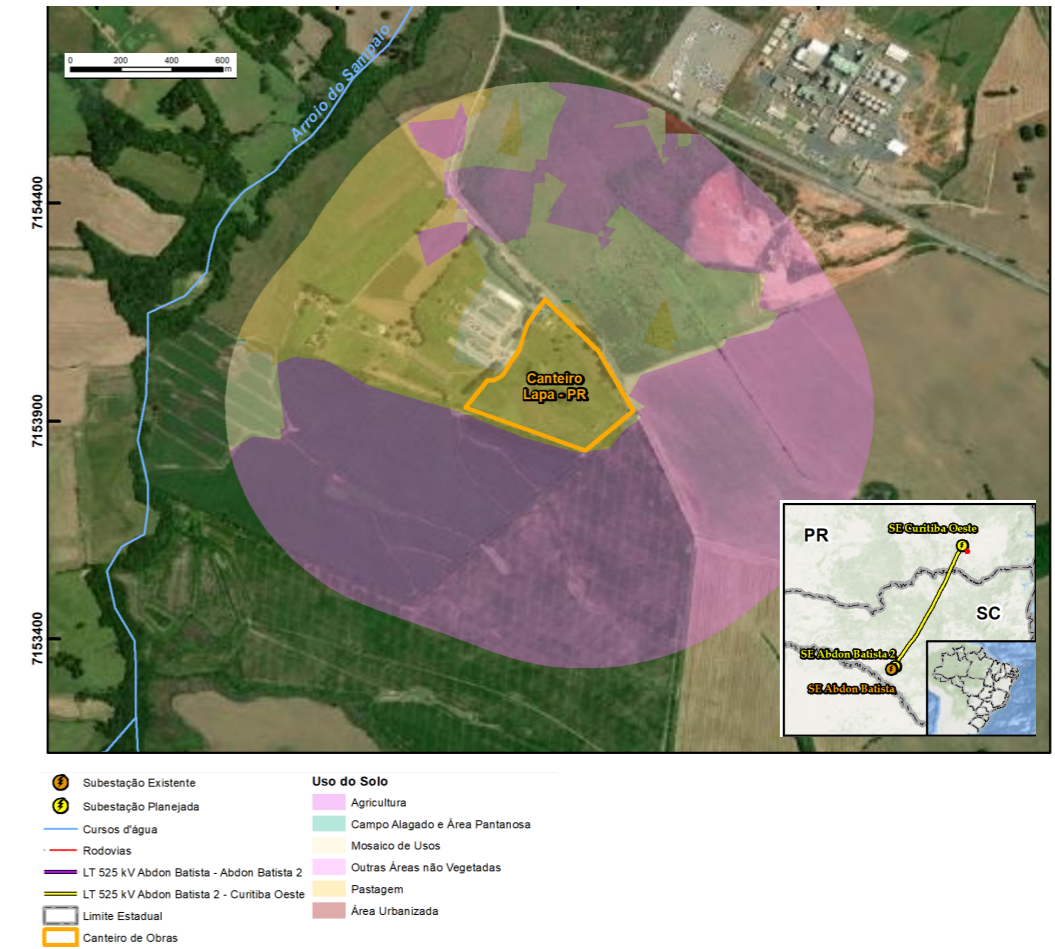 0 200 400 600
m
Arroio do Sampaio
7154400
7153900
7153400
Canteiro
Lapa - PR
PR
SE Curitiba Oeste
SC
SE Abdon Batista 2
SE Abdon Batista
Subestação Existente
Subestação Planejada
Cursos d'água
Rodovias
LT 525 kV Abdon Batista - Abdon Batista 2
LT 525 kV Abdon Batista 2 - Curitiba Oeste
Limite Estadual
Canteiro de Obras
Uso do Solo
Agricultura
Campo Alagado e Área Pantanosa
Mosaico de Usos
Outras Áreas não Vegetadas
Pastagem
Área Urbanizada